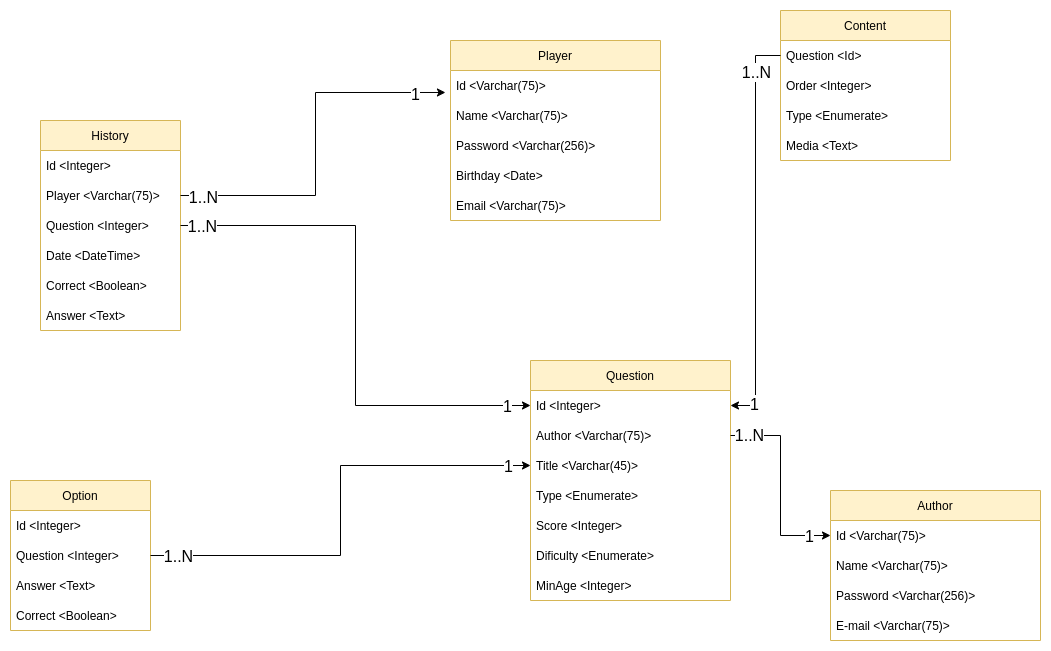 Content
Question <Id>
Order <Integer>
Type <Enumerate>
Media <Text>
1..N
1
Player
Id <Varchar(75)>
Name <Varchar(75)>
Password <Varchar(256)>
Birthday <Date>
Email <Varchar(75)>
1
History
Id <Integer>
Player <Varchar(75)>
Question <Integer>
Date <DateTime>
Correct <Boolean>
Answer <Text>
1..N
1..N
1
Question
Id <Integer>
Author <Varchar(75)>
Title <Varchar(45)>
Type <Enumerate>
Score <Integer>
Dificulty <Enumerate>
MinAge <Integer>
1..N
1
Option
Id <Integer>
Question <Integer>
Answer <Text>
Correct <Boolean>
1..N
1
Author
Id <Varchar(75)>
Name <Varchar(75)>
Password <Varchar(256)>
E-mail <Varchar(75)>